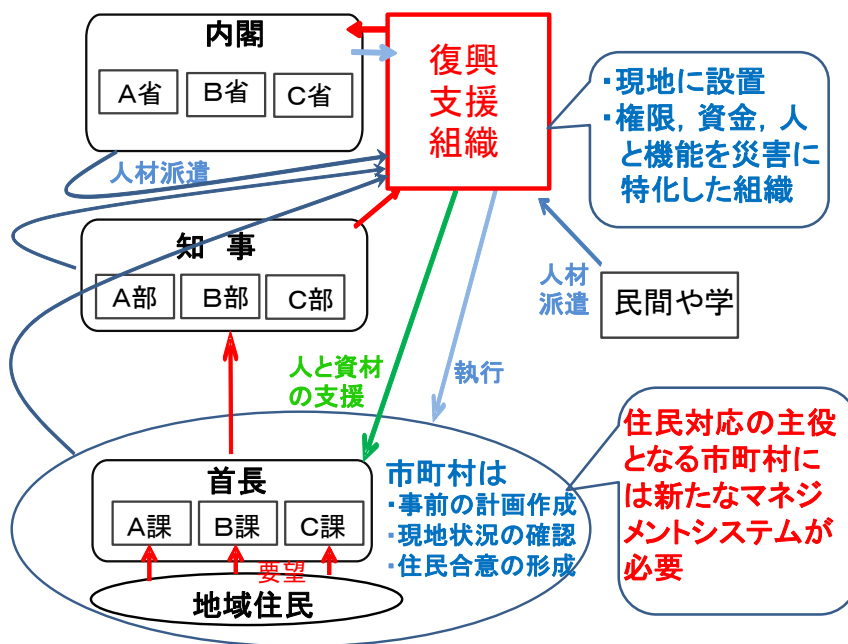 内閣
A省
B省
C省
復興
支援
組織
・現地に設置
・権限，資金，人
と機能を災害に
特化した組織
人材派遣
知　事
A部
B部
C部
人材
派遣
民間や学
人と資材
の支援
執行
住民対応の主役
となる市町村に
は新たなマネジ
メントシステムが
必要
首長
A課
B課
C課
市町村は
・事前の計画作成
・現地状況の確認
・住民合意の形成
要望
地域住民